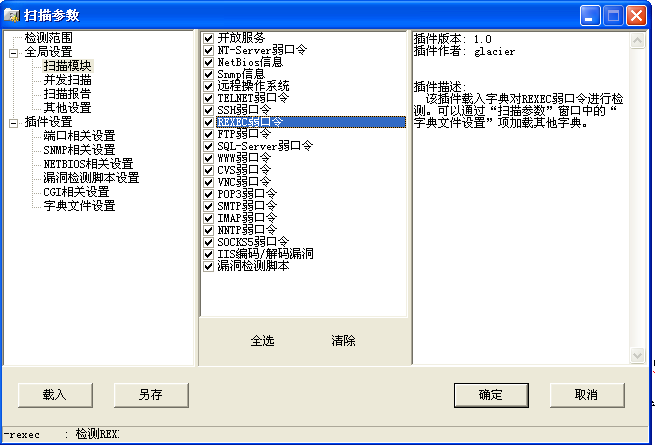 扫描参数
检测范围
全局设置
扫描模块
并发扫描
扫描报告
其他设置
插件设置
端口相关设置
SNMP相关设置
NETBIOS相关设置
漏洞检测脚本设置
CGI相关设置
字典文件设置
开放服务
NT-Server弱口令
NetBios信息
Snmp信息
远程操作系统
TELNET弱口令
SSH弱口令
REXEC弱口令
FTP弱口令
SQL-Server弱口令
WWW弱口令
CVS弱口令
VNC弱口令
POP3弱口令
SMTP弱口令
IMAP弱口令
NNTP弱口令
SOCKS5弱口令
IIS编码/解码漏洞
漏洞检测脚本
全选 清除
插件版本: 1.0
插件作者: glacier
插件描述:
该插件载入字典对REXEC弱口令进行检
测。可以通过“扫描参数”窗口中的“
字典文件设置”项加载其他字典。
载入 另存 确定 取消
-rexec : 检测REX